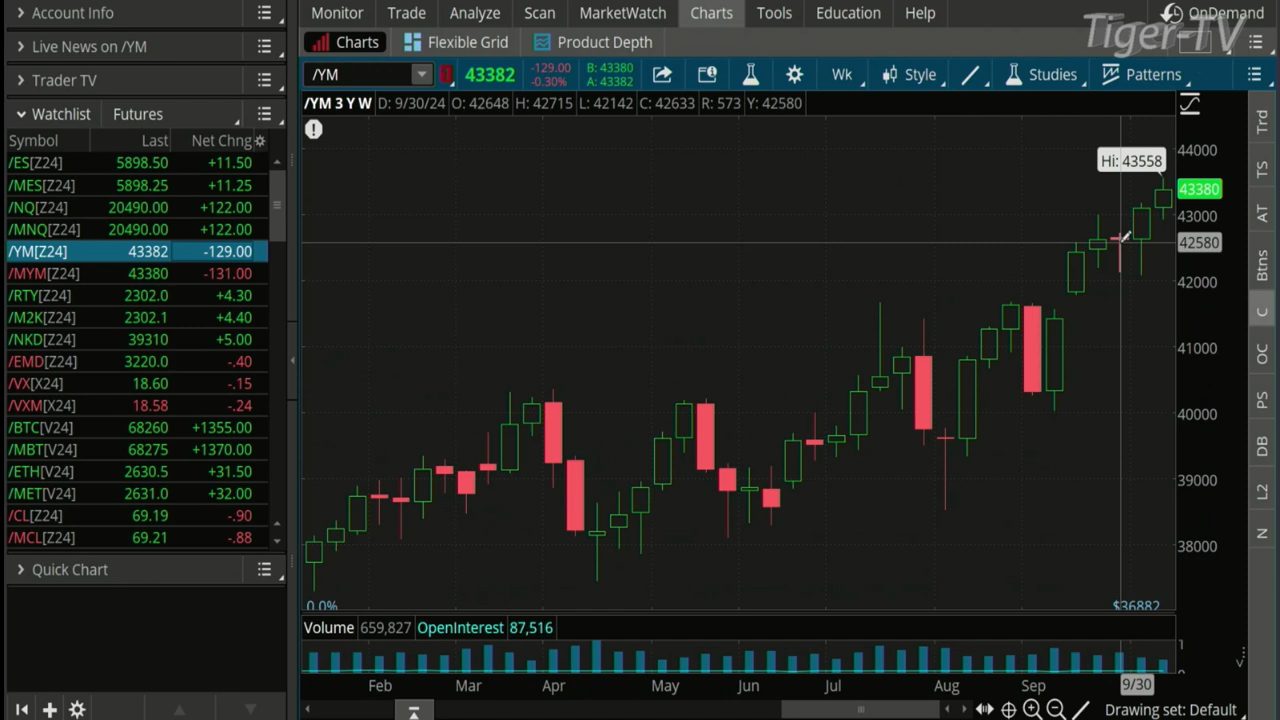 Account Info
Live News on /YM
Trader TV
Watchlist Futures
Symbol Last Net Chng
/ES[Z24] 5898.50 +11.50
/MES[Z24] 5898.25 +11.25
/NQ[Z24] 20490.00 +122.00
/MNQ[Z24] 20490.00 +122.00
/YM[Z24] 43382 -129.00
/MYM[Z24] 43380 -131.00
/RTY[Z24] 2302.0 +4.30
/M2K[Z24] 2302.1 +4.40
/NKD[Z24] 39310 +5.00
/EMD[Z24] 3220.0 -.40
/VX[X24] 18.60 -.15
/VXM[X24] 18.58 -.24
/BTC[V24] 68260 +1355.00
/MBT[V24] 68275 +1370.00
/ETH[V24] 2630.5 +31.50
/MET[V24] 2631.0 +32.00
/CL[Z24] 69.19 -.90
/MCL[Z24] 69.21 -.88
Quick Chart
Monitor Trade Analyze Scan MarketWatch Charts Tools Education Help OnDemand
Tiger-TV
Charts Flexible Grid Product Depth
/YM 43382 -129.00 -0.30% B: 43380 A: 43382 Wk Style Studies Patterns
/YM 3 Y W D: 9/30/24 O: 42648 H: 42715 L: 42142 C: 42633 R: 573 Y: 42580
Hi: 43558
44000
43380
43000
42580
42000
41000
40000
39000
38000
0.0% $36882
Volume 659,827 OpenInterest 87,516
1
Feb Mar Apr May Jun Jul Aug Sep 9/30
Drawing set: Default
Trd
TS
AT
Btns
C
OC
PS
DB
L2
N